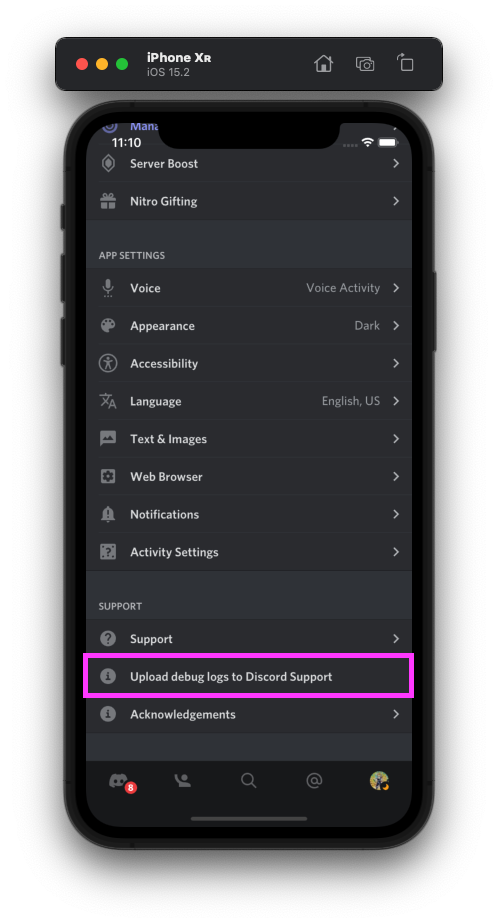 iPhone XR
iOS 15.2
11:10
Server Boost
Nitro Gifting
APP SETTINGS
Voice Voice Activity
Appearance Dark
Accessibility
Language English, US
Text & Images
Web Browser
Notifications
Activity Settings
SUPPORT
Support
Upload debug logs to Discord Support
Acknowledgements
8